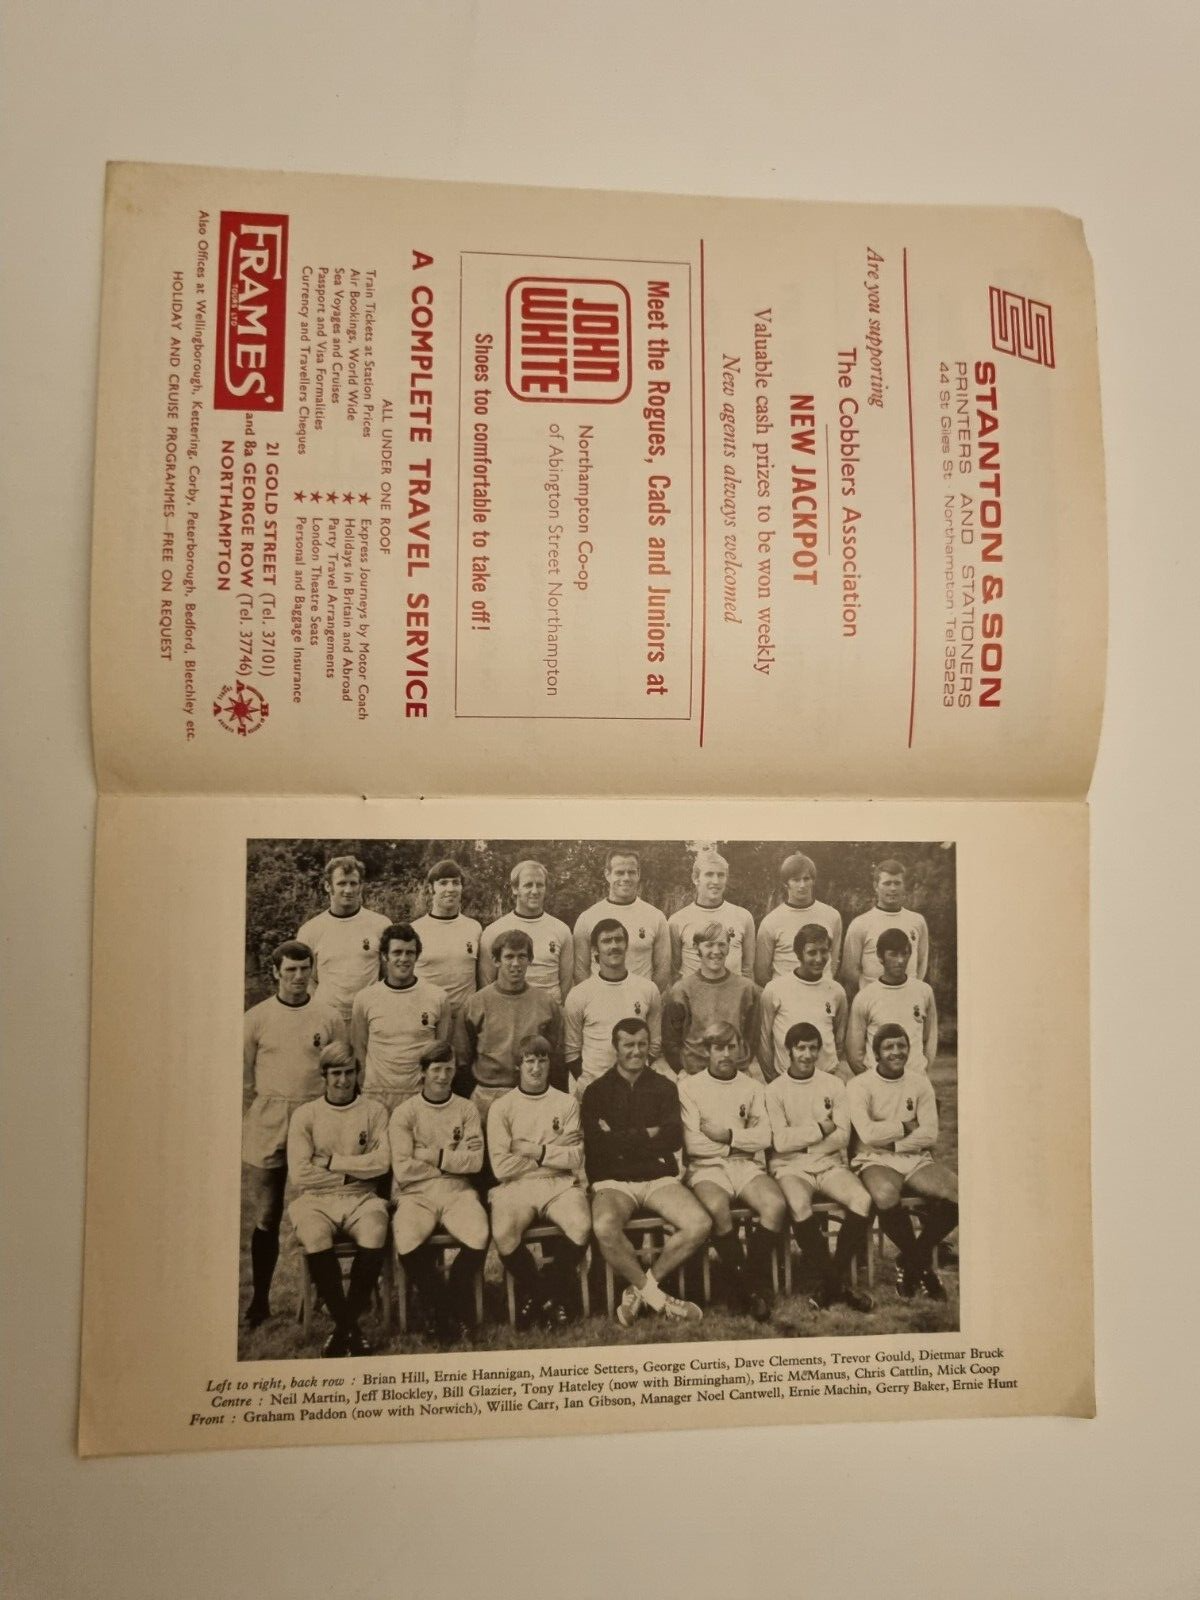 STANTON & SON
PRINTERS AND STATIONERS
44 St Giles St · Northampton · Tel 35223
Are you supporting
The Cobblers Association
NEW JACKPOT
Valuable cash prizes to be won weekly
New agents always welcomed
Meet the Rogues, Cads and Juniors at
JOHN
WHITE
Northampton Co-op
of Abington Street Northampton
Shoes too comfortable to take off!
A COMPLETE TRAVEL SERVICE
ALL UNDER ONE ROOF
Train Tickets at Station Prices ★ Express Journeys by Motor Coach
Air Bookings, World Wide ★ Holidays in Britain and Abroad
Sea Voyages and Cruises ★ Party Travel Arrangements
Passport and Visa Formalities ★ London Theatre Seats
Currency and Travellers Cheques ★ Personal and Baggage Insurance
FRAMES'
TOURS LTD
21 GOLD STREET (Tel. 37101)
and 8a GEORGE ROW (Tel. 37746)
NORTHAMPTON
Also Offices at Wellingborough, Kettering, Corby, Peterborough, Bedford, Bletchley etc.
HOLIDAY AND CRUISE PROGRAMMES—FREE ON REQUEST
Left to right, back row : Brian Hill, Ernie Hannigan, Maurice Setters, George Curtis, Dave Clements, Trevor Gould, Dietmar Bruck
Centre : Neil Martin, Jeff Blockley, Bill Glazier, Tony Hateley (now with Birmingham), Eric McManus, Chris Cattlin, Mick Coop
Front : Graham Paddon (now with Norwich), Willie Carr, Ian Gibson, Manager Noel Cantwell, Ernie Machin, Gerry Baker, Ernie Hunt